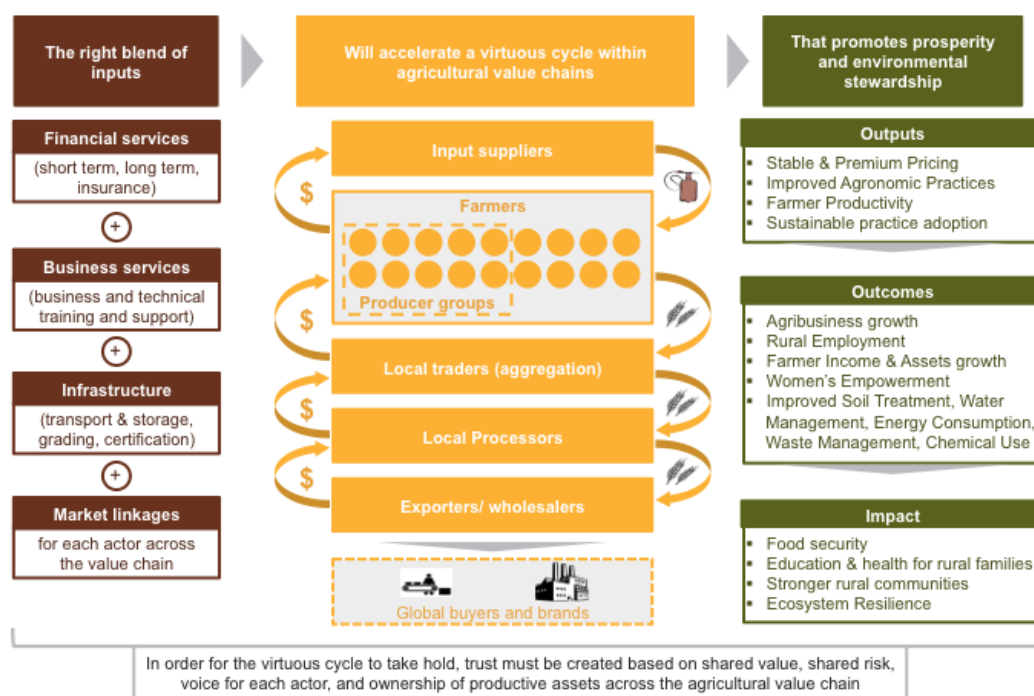 The right blend of
inputs
Will accelerate a virtuous cycle within
agricultural value chains
That promotes prosperity
and environmental
stewardship
Financial services
(short term, long term,
insurance)
+
Business services
(business and technical
training and support)
+
Infrastructure
(transport & storage,
grading, certification)
+
Market linkages
for each actor across
the value chain
Input suppliers
$
Farmers
Producer groups
$
Local traders (aggregation)
$
Local Processors
$
Exporters/ wholesalers
Global buyers and brands
Outputs
▪ Stable & Premium Pricing
▪ Improved Agronomic Practices
▪ Farmer Productivity
▪ Sustainable practice adoption
Outcomes
▪ Agribusiness growth
▪ Rural Employment
▪ Farmer Income & Assets growth
▪ Women's Empowerment
▪ Improved Soil Treatment, Water
Management, Energy Consumption,
Waste Management, Chemical Use
Impact
▪ Food security
▪ Education & health for rural families
▪ Stronger rural communities
▪ Ecosystem Resilience
In order for the virtuous cycle to take hold, trust must be created based on shared value, shared risk,
voice for each actor, and ownership of productive assets across the agricultural value chain